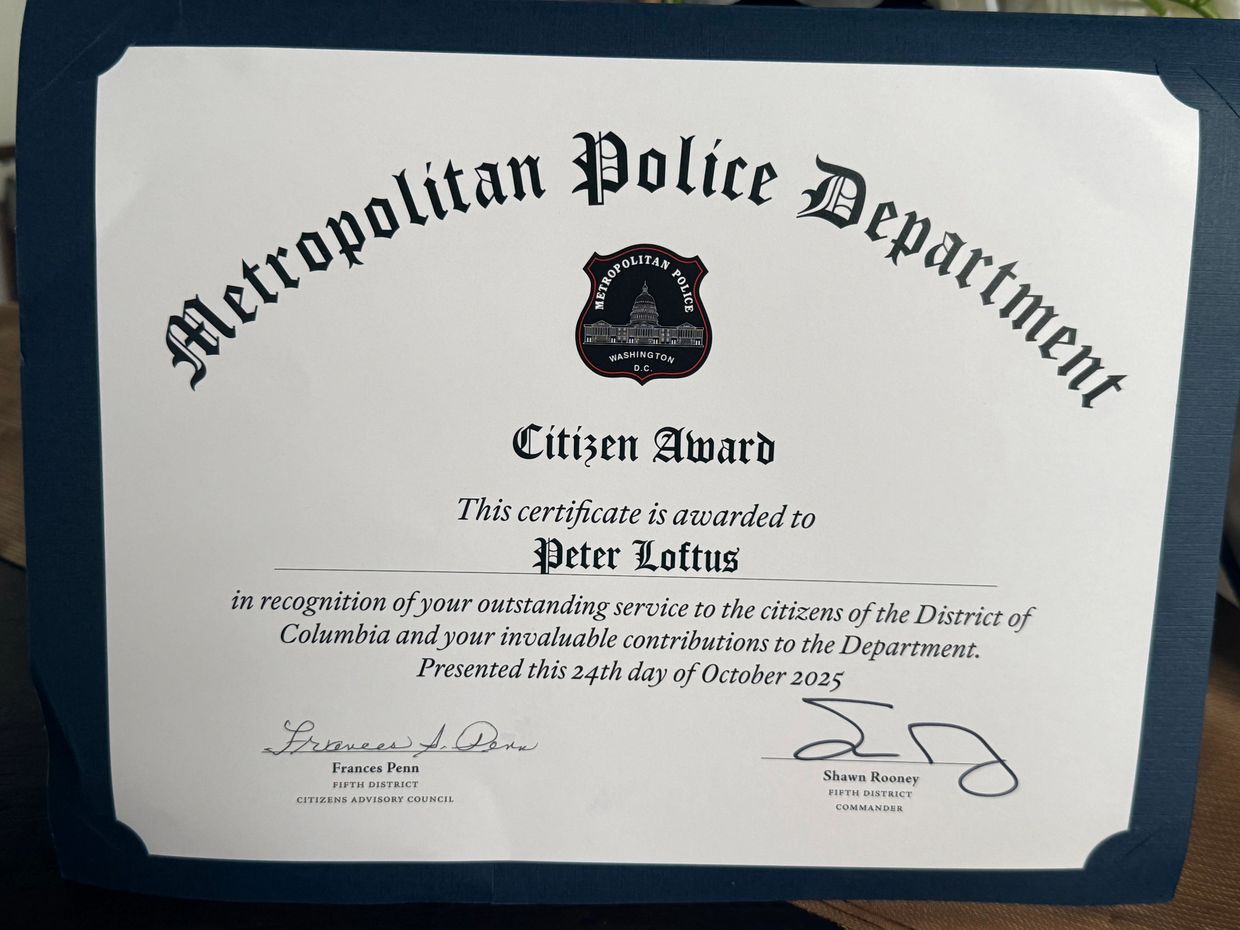 Metropolitan Police Department
METROPOLITAN POLICE
WASHINGTON
D.C.
Citizen Award
This certificate is awarded to
Peter Loftus
in recognition of your outstanding service to the citizens of the District of
Columbia and your invaluable contributions to the Department.
Presented this 24th day of October 2025
Frances S. Penn
Frances Penn
FIFTH DISTRICT
CITIZENS ADVISORY COUNCIL
Shawn Rooney
FIFTH DISTRICT
COMMANDER